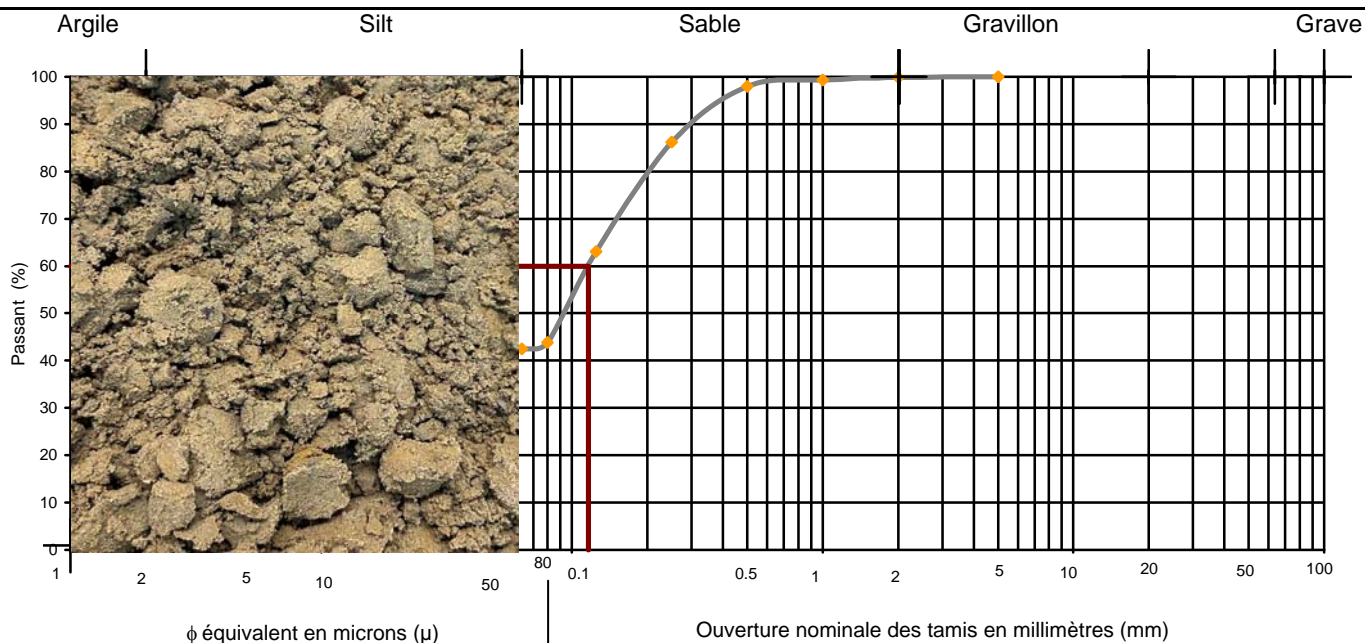 Argile Silt Sable Gravillon Grave
100
90
80
70
60
50
40
30
20
10
0
Passant (%)
1 2 5 10 50 80 0.1 0.5 1 2 5 10 20 50 100
ϕ équivalent en microns (µ) Ouverture nominale des tamis en millimètres (mm)